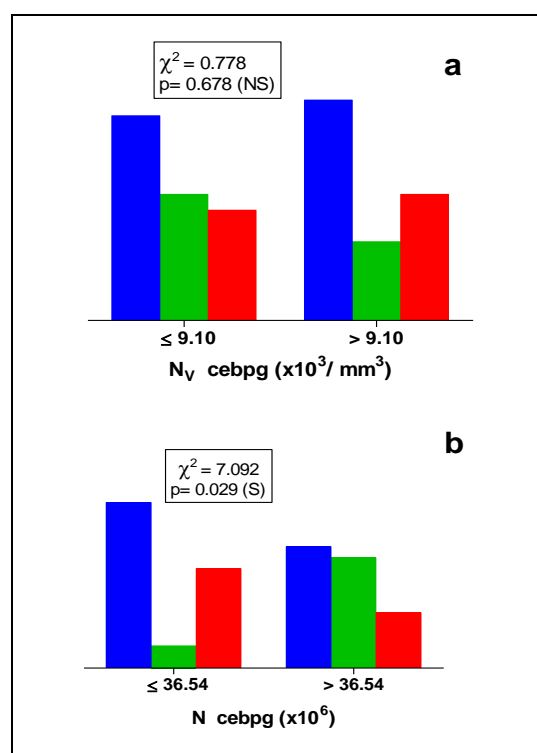 χ² = 0.778
p= 0.678 (NS)
a
≤ 9.10
> 9.10
N_V cebpg (x10³/ mm³)
b
χ² = 7.092
p= 0.029 (S)
≤ 36.54
> 36.54
N cebpg (x10⁶)